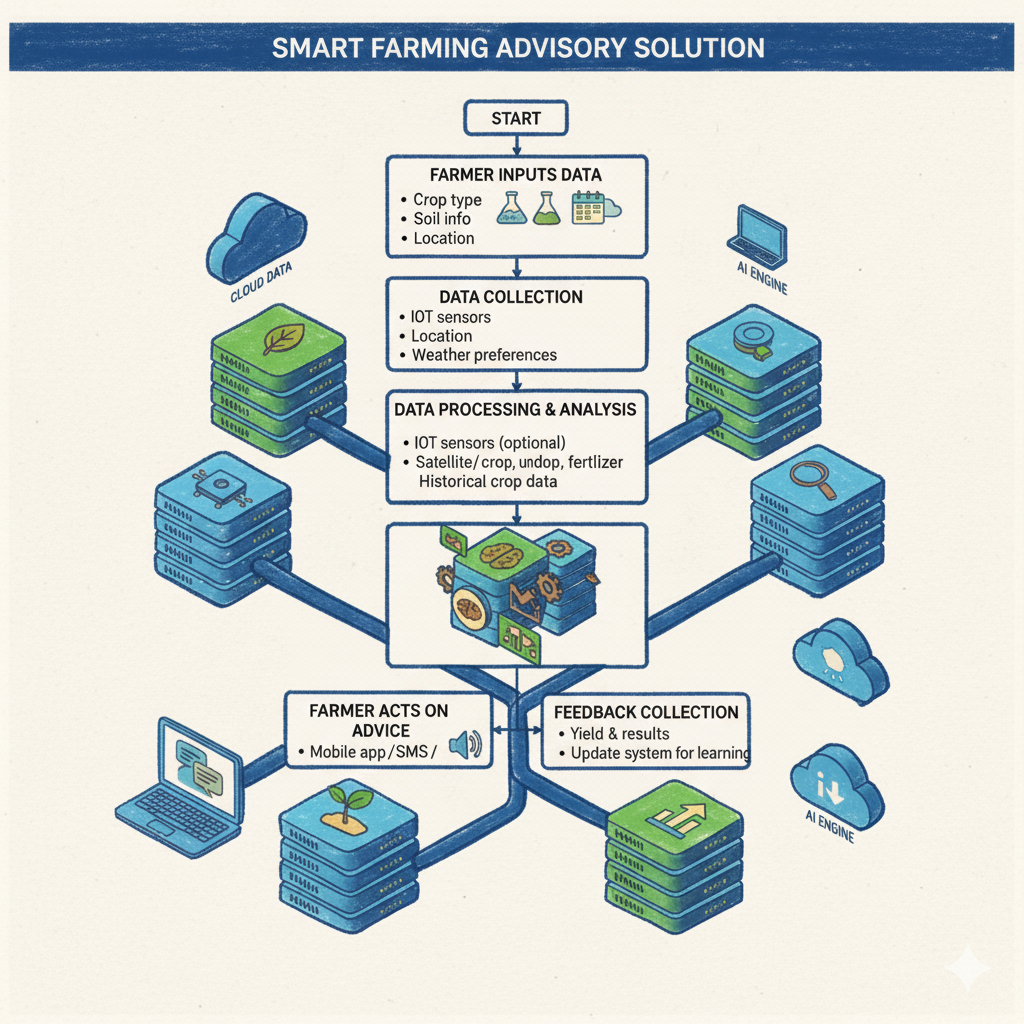 SMART FARMING ADVISORY SOLUTION
START
FARMER INPUTS DATA
• Crop type
• Soil info
• Location
CLOUD DATA
AI ENGINE
DATA COLLECTION
• IOT sensors
• Location
• Weather preferences
DATA PROCESSING & ANALYSIS
• IOT sensors (optional)
• Satellite/crop, undop, fertlizer
Historical crop data
FARMER ACTS ON
ADVICE
• Mobile app/SMS/
FEEDBACK COLLECTION
• Yield & results
• Update system for learning
AI ENGINE